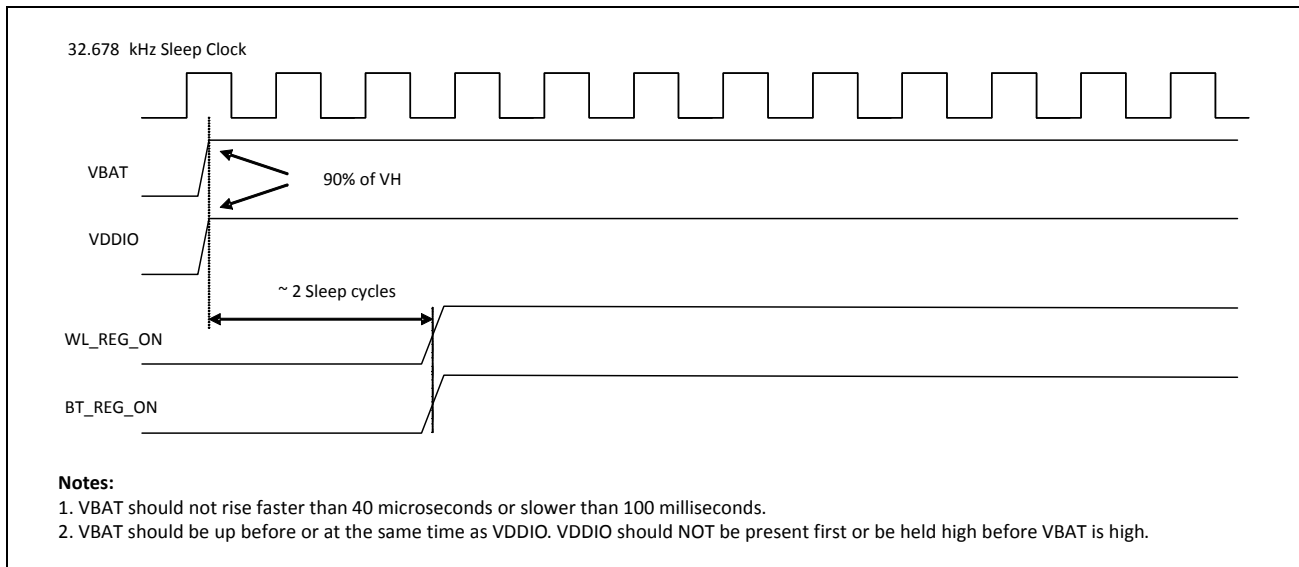 32.678 kHz Sleep Clock
VBAT
90% of VH
VDDIO
~ 2 Sleep cycles
WL_REG_ON
BT_REG_ON
Notes:
1. VBAT should not rise faster than 40 microseconds or slower than 100 milliseconds.
2. VBAT should be up before or at the same time as VDDIO. VDDIO should NOT be present first or be held high before VBAT is high.